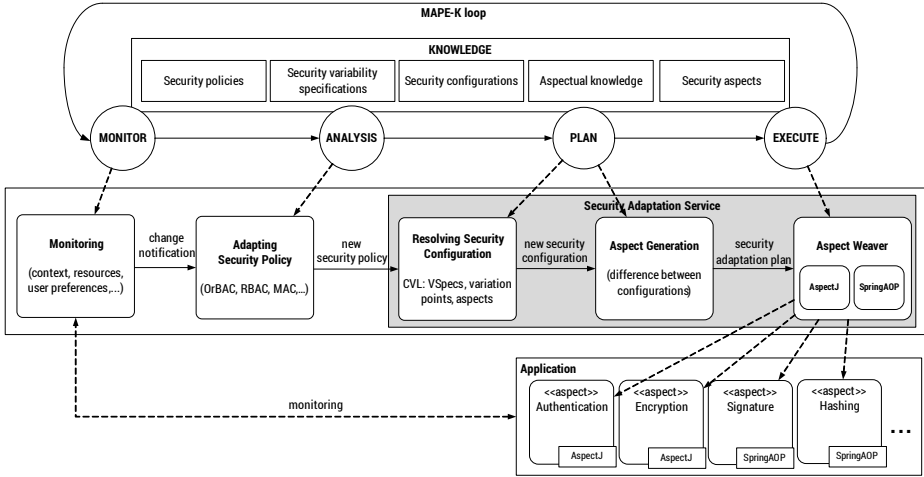 MAPE-K loop
KNOWLEDGE
Security policies
Security variability
specifications
Security configurations
Aspectual knowledge
Security aspects
MONITOR
ANALYSIS
PLAN
EXECUTE
Security Adaptation Service
Monitoring
(context, resources,
user preferences,...)
change
notification
Adapting
Security Policy
(OrBAC, RBAC, MAC,...)
new
security policy
Resolving Security
Configuration
CVL: VSpecs, variation
points, aspects
new security
configuration
Aspect Generation
(difference between
configurations)
security
adaptation plan
Aspect Weaver
AspectJ
SpringAOP
monitoring
Application
<<aspect>>
Authentication
AspectJ
<<aspect>>
Encryption
AspectJ
<<aspect>>
Signature
SpringAOP
<<aspect>>
Hashing
SpringAOP
...